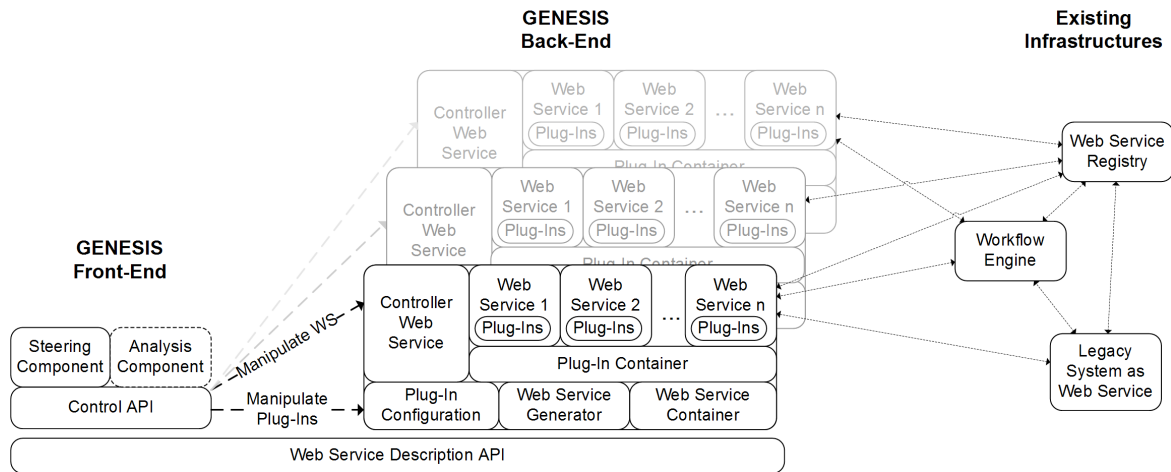 GENESIS
Back-End
Existing
Infrastructures
GENESIS
Front-End
Controller
Web
Service
Web
Service 1
Plug-Ins
Web
Service 2
Plug-Ins
...
Web
Service n
Plug-Ins
Plug-In Container
Controller
Web
Service
Web
Service 1
Plug-Ins
Web
Service 2
Plug-Ins
...
Web
Service n
Plug-Ins
Plug-In Container
Controller
Web
Service
Web
Service 1
Plug-Ins
Web
Service 2
Plug-Ins
...
Web
Service n
Plug-Ins
Plug-In Container
Plug-In
Configuration
Web Service
Generator
Web Service
Container
Web Service
Registry
Workflow
Engine
Legacy
System as
Web Service
Steering
Component
Analysis
Component
Control API
Manipulate WS
Manipulate
Plug-Ins
Web Service Description API